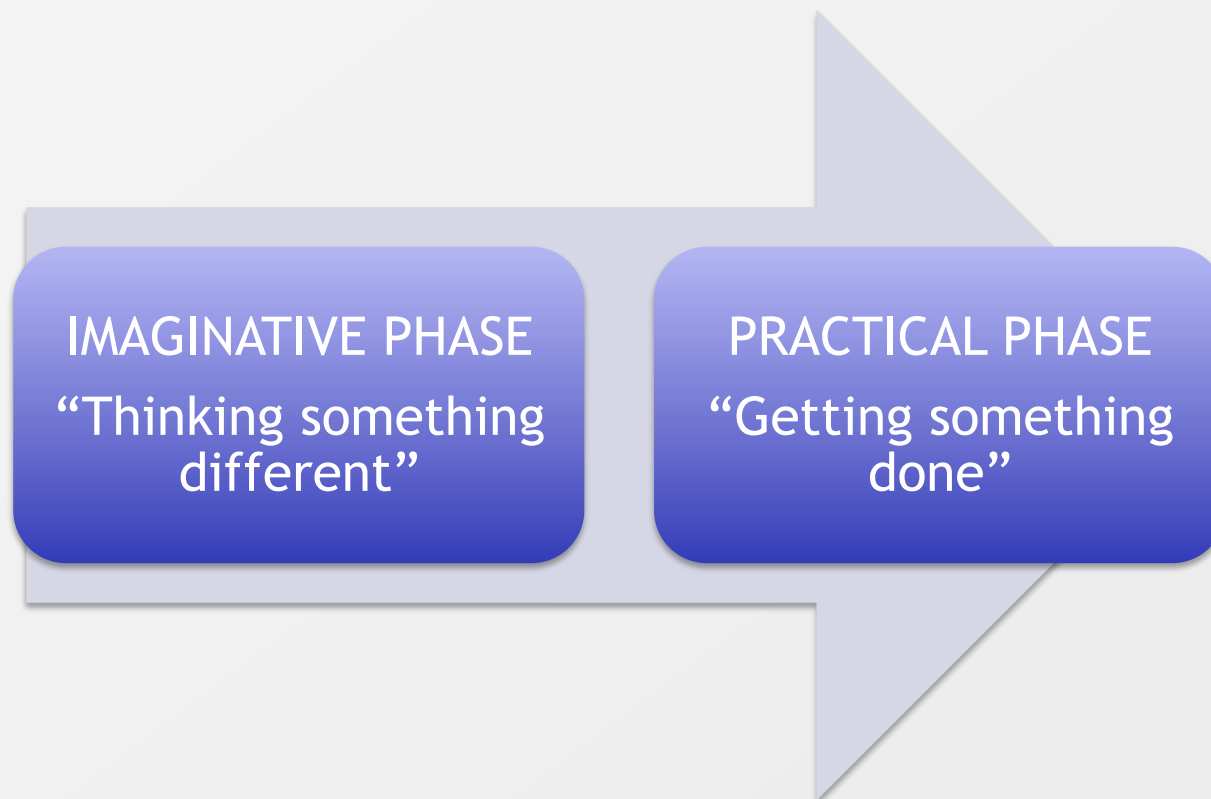 IMAGINATIVE PHASE
“Thinking something
different”
PRACTICAL PHASE
“Getting something
done”